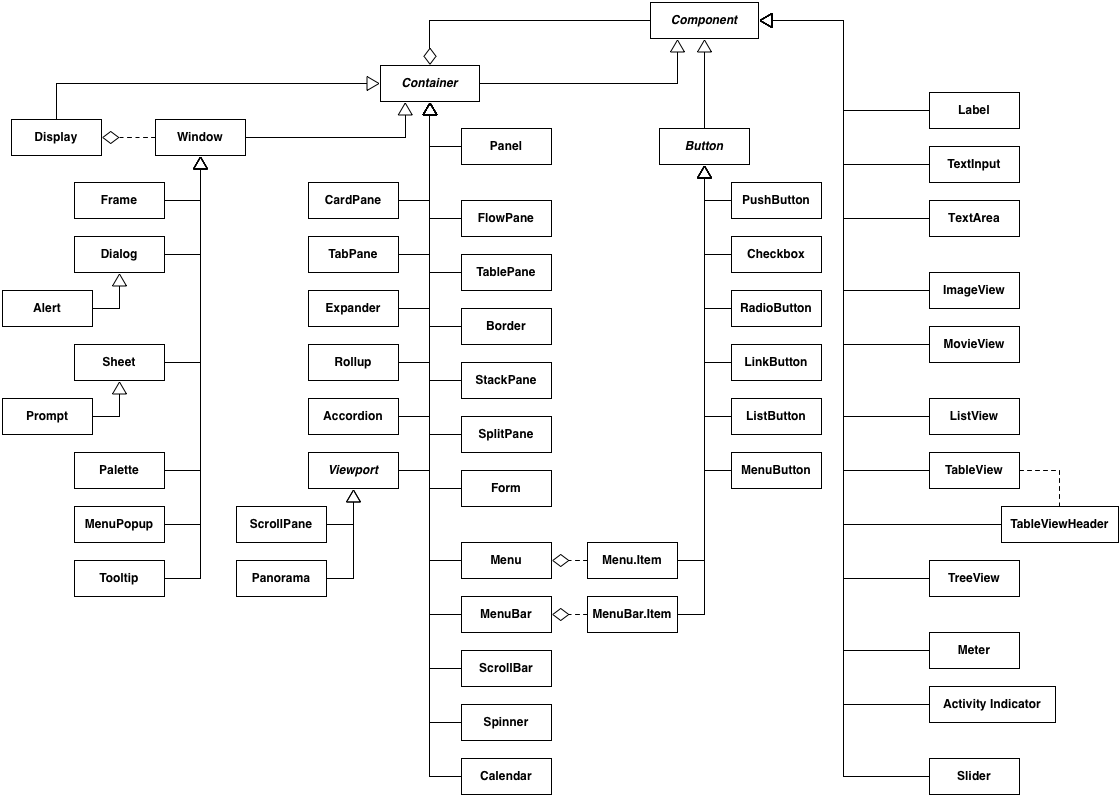 Component
Container
Display
Window
Frame
Dialog
Alert
Sheet
Prompt
Palette
MenuPopup
Tooltip
CardPane
TabPane
Expander
Rollup
Accordion
Viewport
ScrollPane
Panorama
Panel
FlowPane
TablePane
Border
StackPane
SplitPane
Form
Menu
Menu.Item
MenuBar
MenuBar.Item
ScrollBar
Spinner
Calendar
Button
PushButton
Checkbox
RadioButton
LinkButton
ListButton
MenuButton
Label
TextInput
TextArea
ImageView
MovieView
ListView
TableView
TableViewHeader
TreeView
Meter
Activity Indicator
Slider